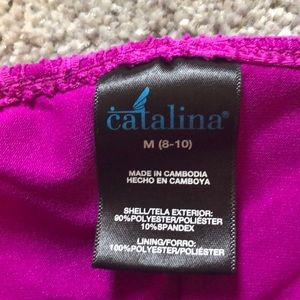 catalina®
M (8-10)
MADE IN CAMBODIA
HECHO EN CAMBOYA
SHELL/TELA EXTERIOR:
90%POLYESTER/POLIÉSTER
10%SPANDEX
LINING/FORRO:
100%POLYESTER/POLIÉSTER